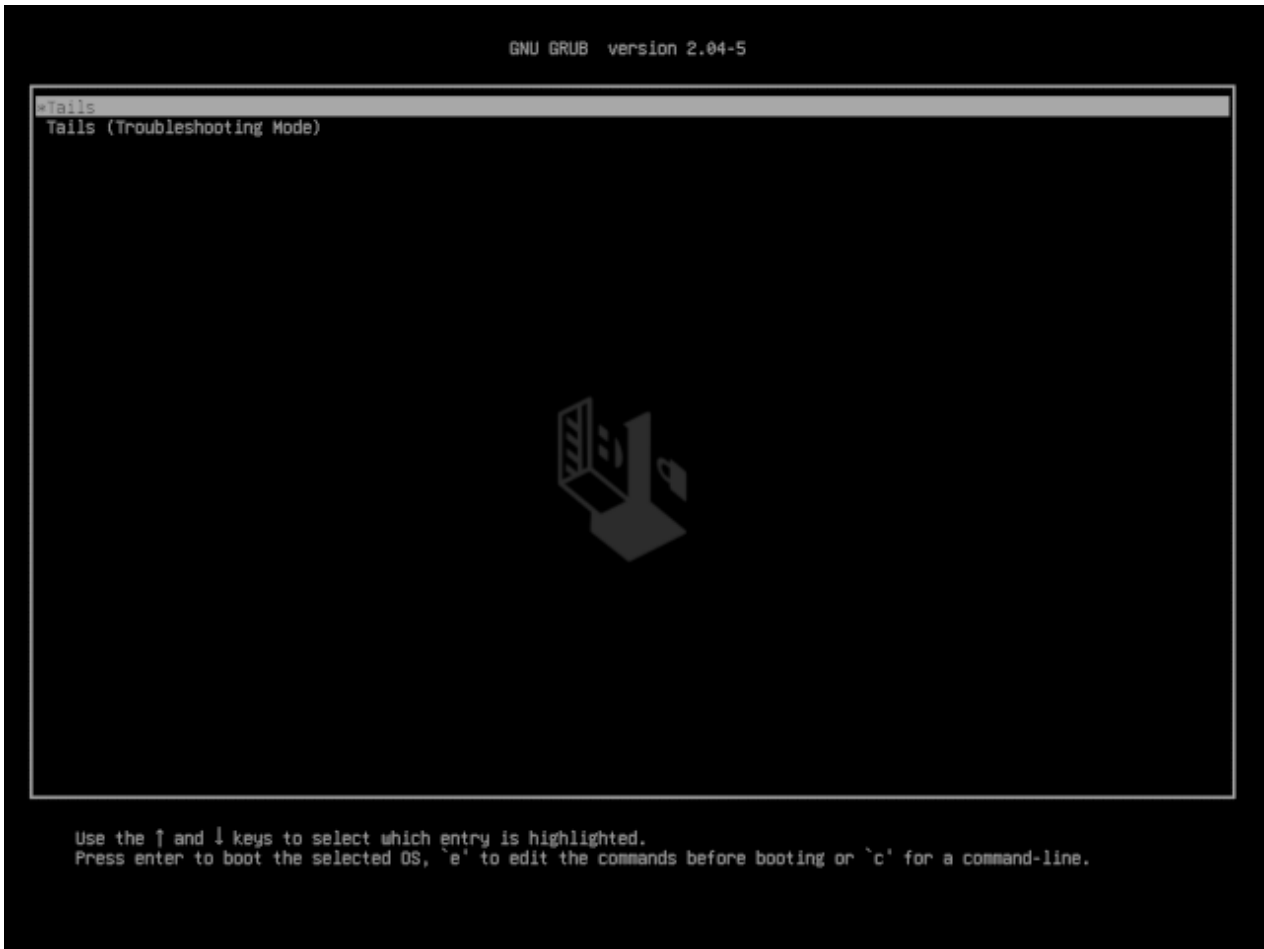 GNU GRUB  version 2.04-5
*Tails
Tails (Troubleshooting Mode)
Use the ↑ and ↓ keys to select which entry is highlighted.
Press enter to boot the selected OS, `e' to edit the commands before booting or `c' for a command-line.